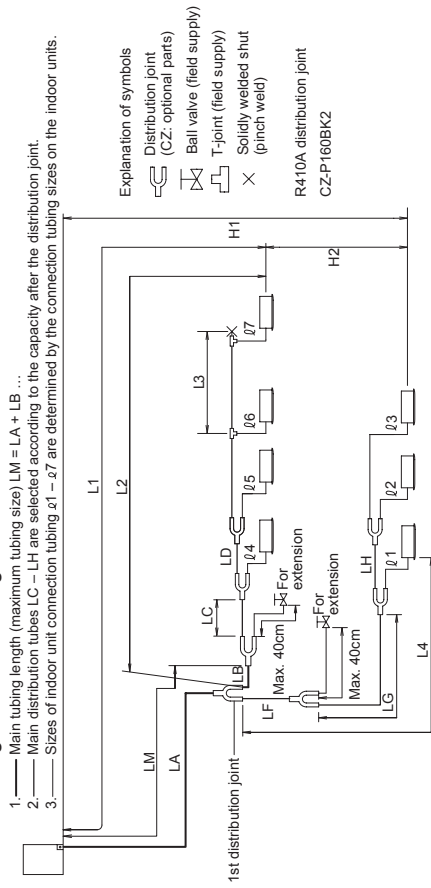 1. Main tubing length (maximum tubing size) LM = LA + LB ...
2. Main distribution tubes LC – LH are selected according to the capacity after the distribution joint.
3. Sizes of indoor unit connection tubing ℓ1 – ℓ7 are determined by the connection tubing sizes on the indoor units.
L1
L2
LM
LA
L3
H1
H2
1st distribution joint
LB
LC
LD
ℓ4
ℓ5
ℓ6
ℓ7
For
extension
Max. 40cm
LF
For
extension
Max. 40cm
LG
LH
ℓ1
ℓ2
ℓ3
L4
Explanation of symbols
Distribution joint
(CZ: optional parts)
Ball valve (field supply)
T-joint (field supply)
Solidly welded shut
(pinch weld)
R410A distribution joint
CZ-P160BK2